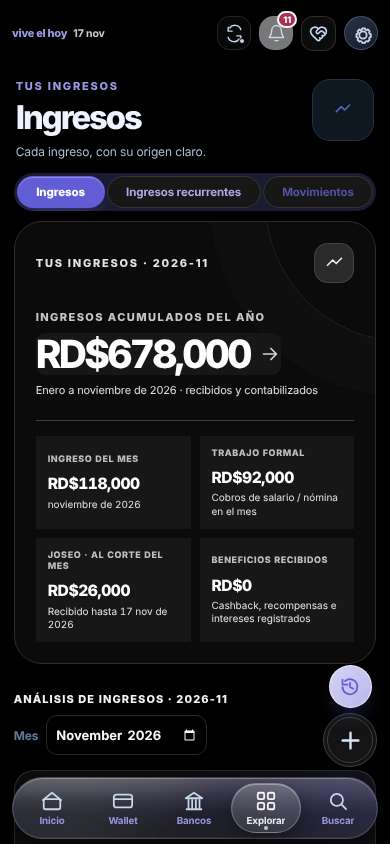 vive el hoy 17 nov
11
TUS INGRESOS
Ingresos
Cada ingreso, con su origen claro.
Ingresos
Ingresos recurrentes
Movimientos
TUS INGRESOS · 2026-11
INGRESOS ACUMULADOS DEL AÑO
RD$678,000 →
Enero a noviembre de 2026 · recibidos y contabilizados
INGRESO DEL MES
RD$118,000
noviembre de 2026
TRABAJO FORMAL
RD$92,000
Cobros de salario / nómina
en el mes
JOSEO · AL CORTE DEL
MES
RD$26,000
Recibido hasta 17 nov de
2026
BENEFICIOS RECIBIDOS
RD$0
Cashback, recompensas e
intereses registrados
ANÁLISIS DE INGRESOS · 2026-11
Mes November 2026
Inicio
Wallet
Bancos
Explorar
Buscar